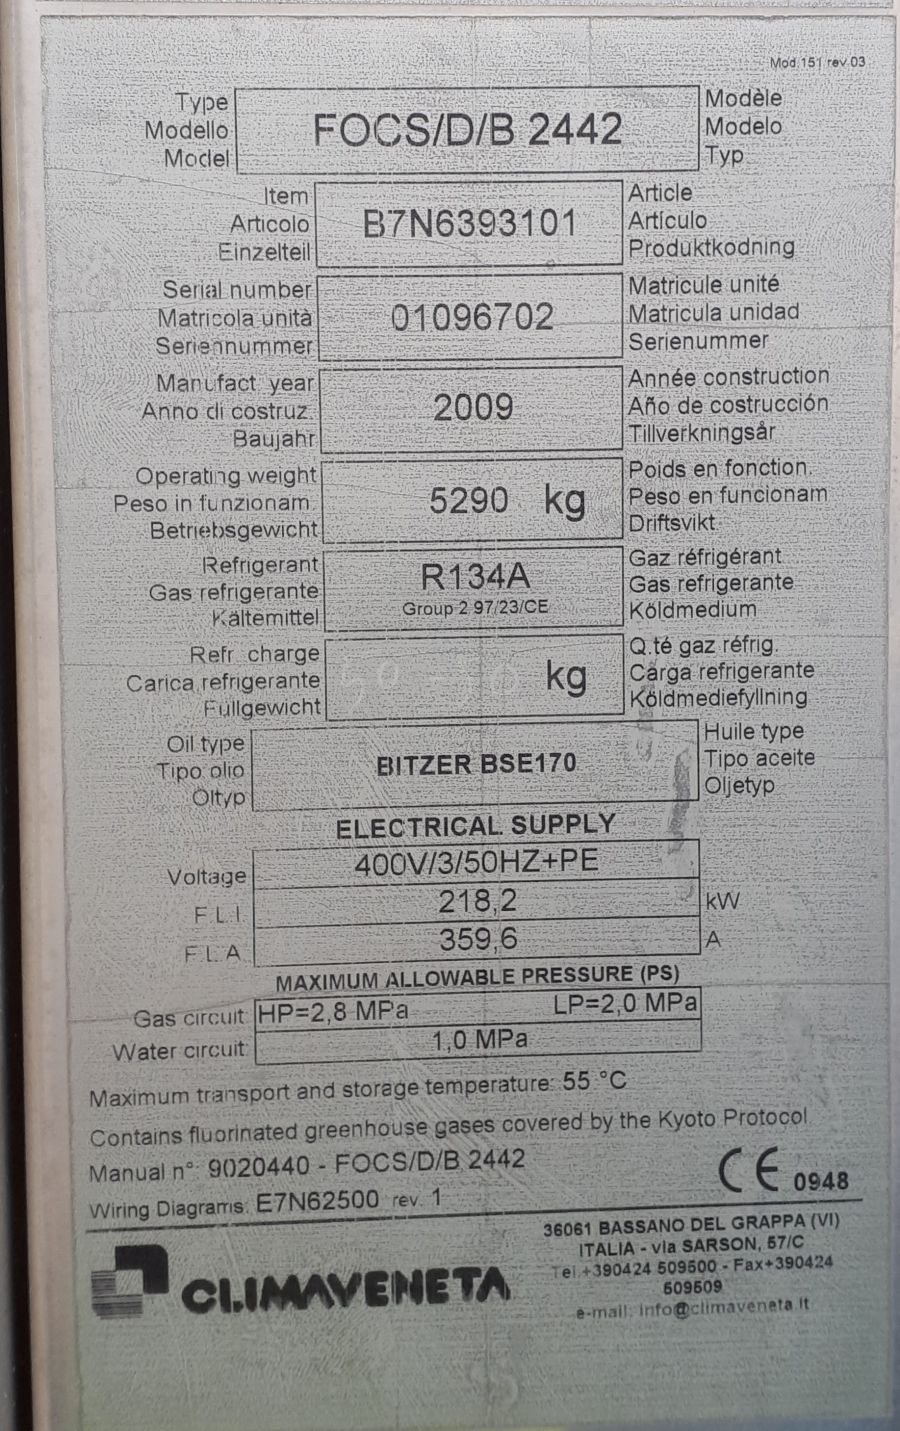 Mod.151 rev.03
Type
Modello
Model
FOCS/D/B 2442
Modèle
Modelo
Typ
Item
Articolo
Einzelteil
B7N6393101
Article
Artículo
Produktkodning
Serial number
Matricola unità
Seriennummer
01096702
Matricule unité
Matricula unidad
Serienummer
Manufact. year
Anno di costruz.
Baujahr
2009
Année construction
Año de costrucción
Tillverkningsår
Operating weight
Peso in funzionam.
Betriebsgewicht
5290 kg
Poids en fonction.
Peso en funcionam
Driftsvikt
Refrigerant
Gas refrigerante
Kältemittel
R134A
Group 2 97/23/CE
Gaz réfrigérant
Gas refrigerante
Köldmedium
Refr. charge
Carica refrigerante
Füllgewicht
kg
Q.té gaz réfrig.
Carga refrigerante
Köldmediefyllning
Oil type
Tipo olio
Öltyp
BITZER BSE170
Huile type
Tipo aceite
Oljetyp
ELECTRICAL SUPPLY
Voltage
400V/3/50HZ+PE
F.L.I.
218,2
kW
F.L.A.
359,6
A
MAXIMUM ALLOWABLE PRESSURE (PS)
Gas circuit HP=2,8 MPa LP=2,0 MPa
Water circuit 1,0 MPa
Maximum transport and storage temperature: 55 °C
Contains fluorinated greenhouse gases covered by the Kyoto Protocol
Manual n°: 9020440 - FOCS/D/B 2442
Wiring Diagrams: E7N62500 rev. 1
CE 0948
CLIMAVENETA
36061 BASSANO DEL GRAPPA (VI)
ITALIA - via SARSON, 57/C
Tel.+390424 509500 - Fax+390424
509509
e-mail: info@climaveneta.it